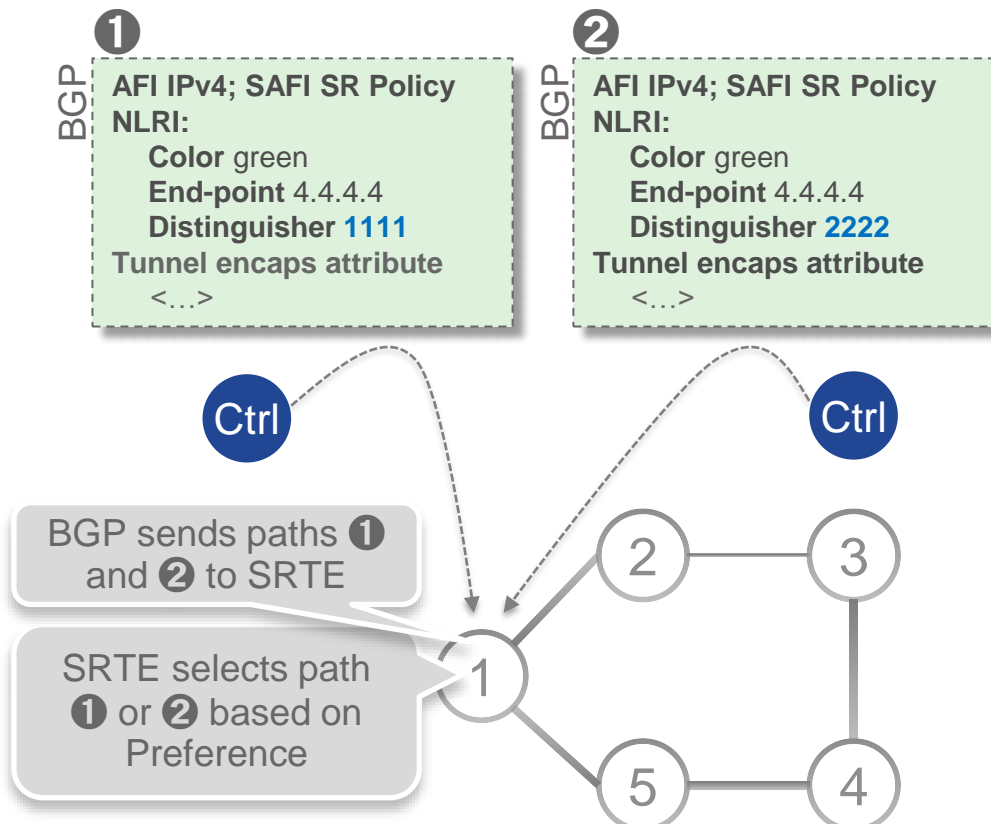 ❶
BGP
AFI IPv4; SAFI SR Policy
NLRI:
Color green
End-point 4.4.4.4
Distinguisher 1111
Tunnel encaps attribute
<…>
❷
BGP
AFI IPv4; SAFI SR Policy
NLRI:
Color green
End-point 4.4.4.4
Distinguisher 2222
Tunnel encaps attribute
<…>
Ctrl
Ctrl
BGP sends paths ❶
and ❷ to SRTE
SRTE selects path
❶ or ❷ based on
Preference
1
2
3
5
4